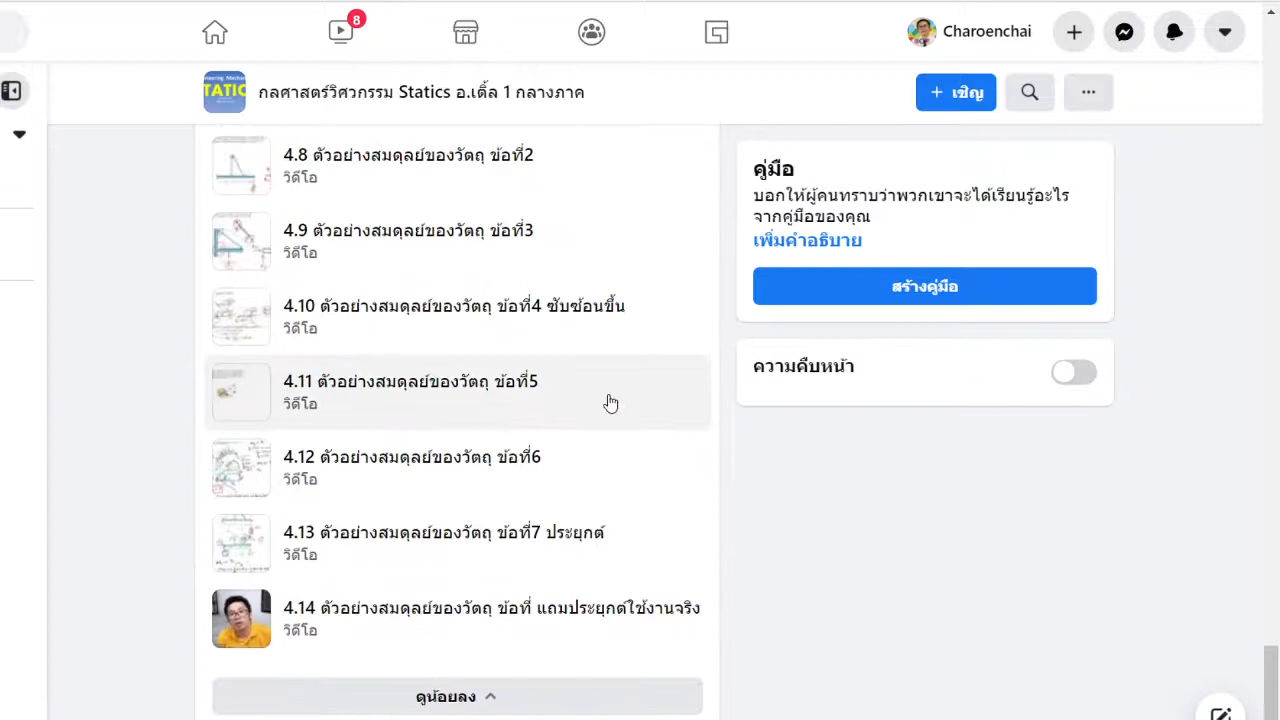 8
Charoenchai
TATIC
กลศาสตร์วิศวกรรม Statics อ.เติ้ล 1 กลางภาค
+ เชิญ
4.8 ตัวอย่างสมดุลย์ของวัตถุ ข้อที่2
วิดีโอ
4.9 ตัวอย่างสมดุลย์ของวัตถุ ข้อที่3
วิดีโอ
4.10 ตัวอย่างสมดุลย์ของวัตถุ ข้อที่4 ซับซ้อนขึ้น
วิดีโอ
4.11 ตัวอย่างสมดุลย์ของวัตถุ ข้อที่5
วิดีโอ
4.12 ตัวอย่างสมดุลย์ของวัตถุ ข้อที่6
วิดีโอ
4.13 ตัวอย่างสมดุลย์ของวัตถุ ข้อที่7 ประยุกต์
วิดีโอ
4.14 ตัวอย่างสมดุลย์ของวัตถุ ข้อที่ แถมประยุกต์ใช้งานจริง
วิดีโอ
ดูน้อยลง
คู่มือ
บอกให้ผู้คนทราบว่าพวกเขาจะได้เรียนรู้อะไร
จากคู่มือของคุณ
เพิ่มคำอธิบาย
สร้างคู่มือ
ความคืบหน้า